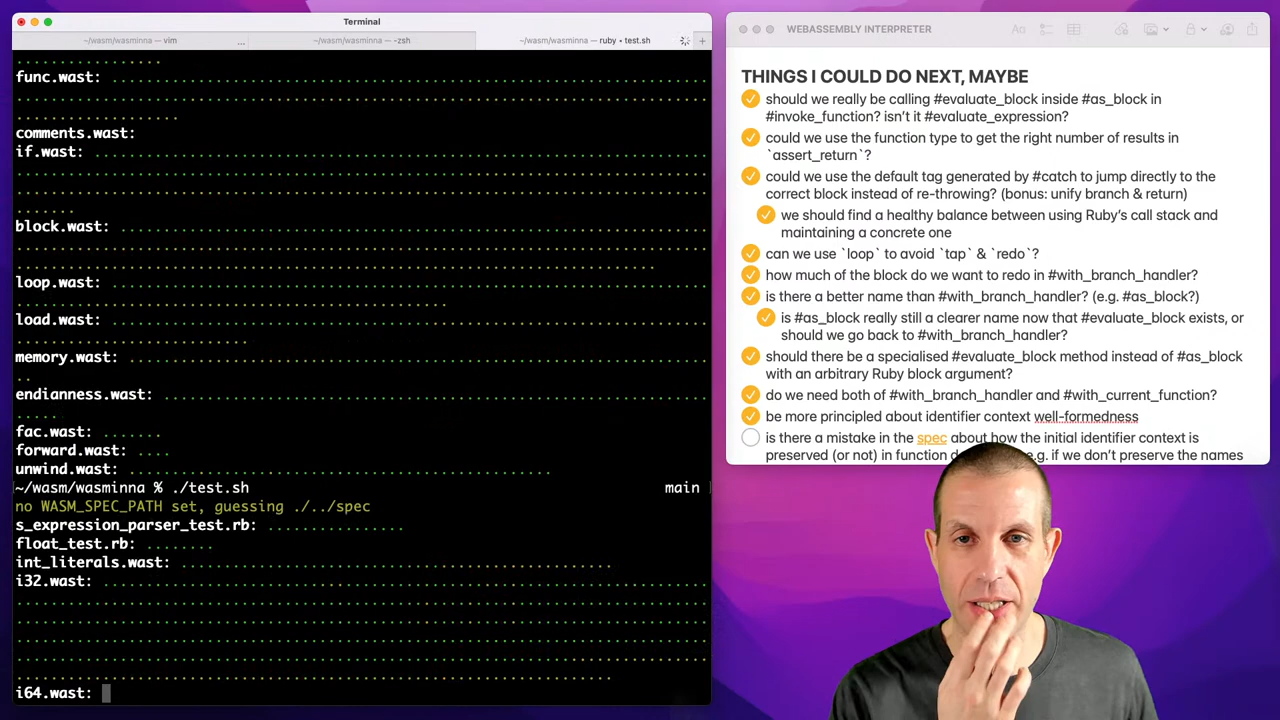 Terminal
~/wasm/wasminna — vim ... ~/wasm/wasminna — -zsh ~/wasm/wasminna — ruby • test.sh +
func.wast:
comments.wast:
if.wast:
block.wast:
loop.wast:
load.wast:
memory.wast:
endianness.wast:
fac.wast: .......
forward.wast: ....
unwind.wast:
~/wasm/wasminna % ./test.sh main
no WASM_SPEC_PATH set, guessing ./../spec
s_expression_parser_test.rb:
float_test.rb:
int_literals.wast:
i32.wast:
i64.wast:
WEBASSEMBLY INTERPRETER
Aa
THINGS I COULD DO NEXT, MAYBE
should we really be calling #evaluate_block inside #as_block in
#invoke_function? isn’t it #evaluate_expression?
could we use the function type to get the right number of results in
`assert_return`?
could we use the default tag generated by #catch to jump directly to the
correct block instead of re-throwing? (bonus: unify branch & return)
we should find a healthy balance between using Ruby’s call stack and
maintaining a concrete one
can we use `loop` to avoid `tap` & `redo`?
how much of the block do we want to redo in #with_branch_handler?
is there a better name than #with_branch_handler? (e.g. #as_block?)
is #as_block really still a clearer name now that #evaluate_block exists, or
should we go back to #with_branch_handler?
should there be a specialised #evaluate_block method instead of #as_block
with an arbitrary Ruby block argument?
do we need both of #with_branch_handler and #with_current_function?
be more principled about identifier context well-formedness
is there a mistake in the spec about how the initial identifier context is
preserved (or not) in function e.g. if we don’t preserve the names